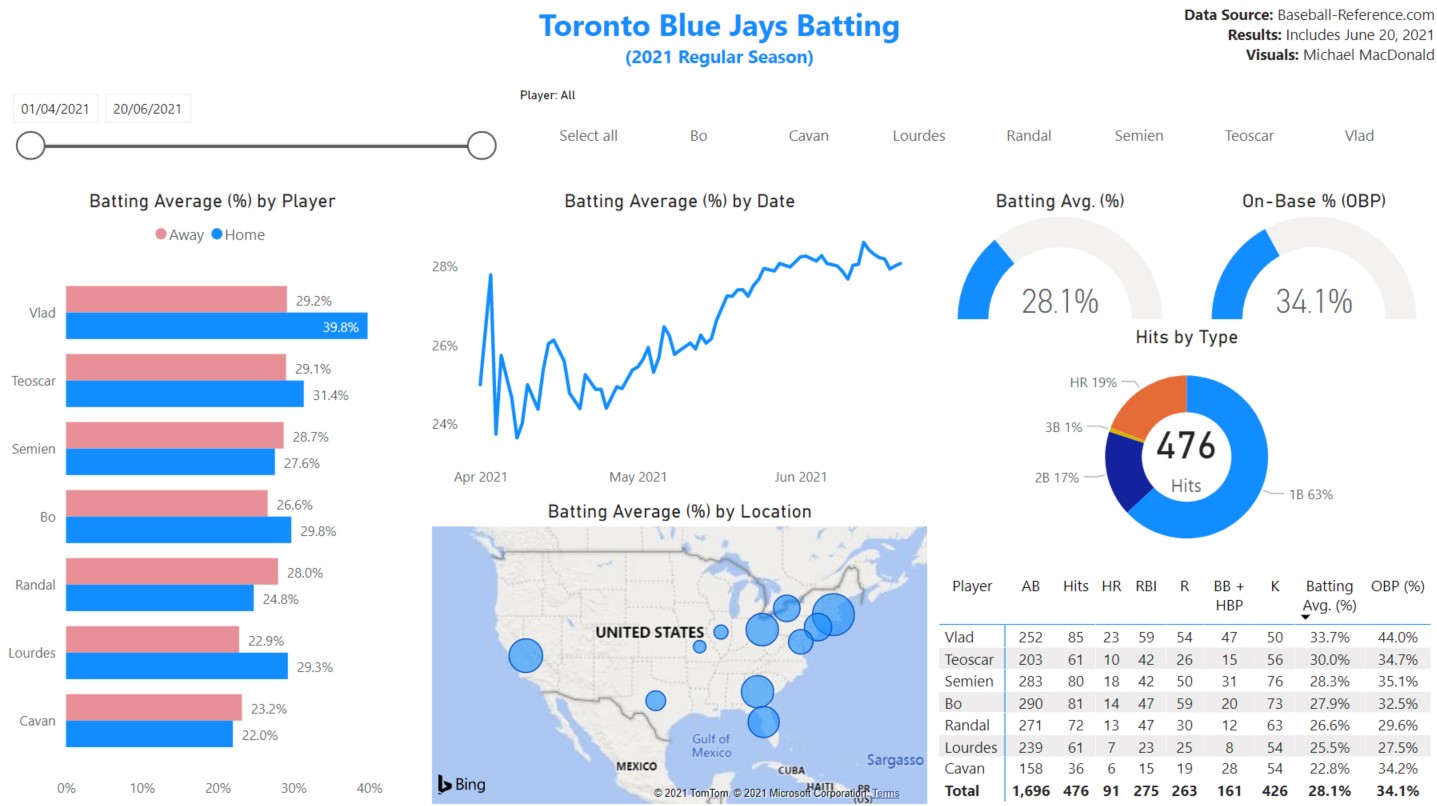 Toronto Blue Jays Batting
(2021 Regular Season)
Data Source: Baseball-Reference.com
Results: Includes June 20, 2021
Visuals: Michael MacDonald
01/04/2021 20/06/2021
Player: All
Select all Bo Cavan Lourdes Randal Semien Teoscar Vlad
Batting Average (%) by Player
Away Home
Vlad
29.2%
39.8%
Teoscar
29.1%
31.4%
Semien
28.7%
27.6%
Bo
26.6%
29.8%
Randal
28.0%
24.8%
Lourdes
22.9%
29.3%
Cavan
23.2%
22.0%
0% 10% 20% 30% 40%
Batting Average (%) by Date
28%
26%
24%
Apr 2021 May 2021 Jun 2021
Batting Average (%) by Location
UNITED STATES
Gulf of
Mexico
MEXICO
CUBA
Sargasso
HAITI
PR
(US)
Bing
© 2021 TomTom, © 2021 Microsoft Corporation, Terms
Batting Avg. (%)
28.1%
On-Base % (OBP)
34.1%
Hits by Type
HR 19%
3B 1%
2B 17%
1B 63%
476
Hits
Player AB Hits HR RBI R BB + HBP K Batting Avg. (%) OBP (%)
Vlad 252 85 23 59 54 47 50 33.7% 44.0%
Teoscar 203 61 10 42 26 15 56 30.0% 34.7%
Semien 283 80 18 42 50 31 76 28.3% 35.1%
Bo 290 81 14 47 59 20 73 27.9% 32.5%
Randal 271 72 13 47 30 12 63 26.6% 29.6%
Lourdes 239 61 7 23 25 8 54 25.5% 27.5%
Cavan 158 36 6 15 19 28 54 22.8% 34.2%
Total 1,696 476 91 275 263 161 426 28.1% 34.1%